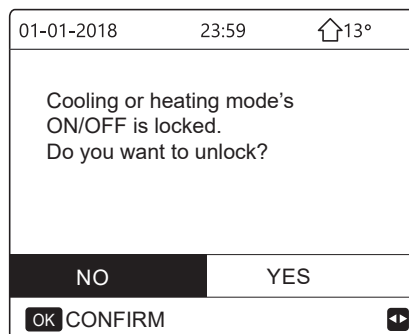 01-01-2018 23:59 13°
Cooling or heating mode's
ON/OFF is locked.
Do you want to unlock?
NO YES
OK CONFIRM